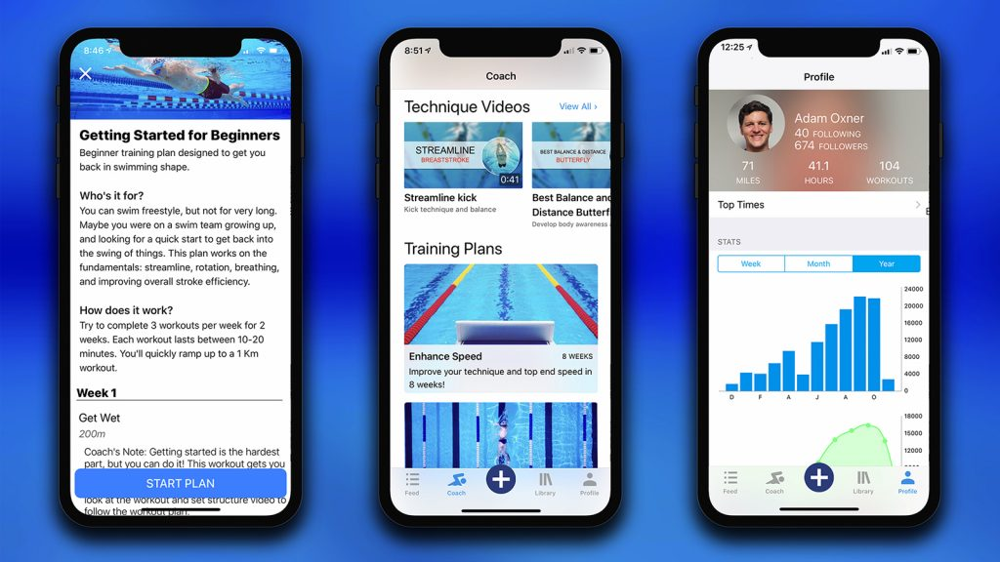 8:46
Getting Started for Beginners
Beginner training plan designed to get you
back in swimming shape.
Who's it for?
You can swim freestyle, but not for very long.
Maybe you were on a swim team growing up,
and looking for a quick start to get back into
the swing of things. This plan works on the
fundamentals: streamline, rotation, breathing,
and improving overall stroke efficiency.
How does it work?
Try to complete 3 workouts per week for 2
weeks. Each workout lasts between 10-20
minutes. You'll quickly ramp up to a 1 Km
workout.
Week 1
Get Wet
200m
Coach's Note: Getting started is the hardest
part, but you can do it! This workout gets you
START PLAN
look at the workout and set structure video to
follow the workout plan.
8:51
Coach
Technique Videos
View All ›
STREAMLINE
BREASTSTROKE
0:41
BEST BALANCE & DISTANCE
BUTTERFLY
Streamline kick
Kick technique and balance
Best Balance and
Distance Butterf
Develop body awareness a
Training Plans
Enhance Speed
8 WEEKS
Improve your technique and top end speed in
8 weeks!
Feed
Coach
Library
Profile
12:25
Profile
Adam Oxner
40 FOLLOWING
674 FOLLOWERS
71
MILES
41.1
HOURS
104
WORKOUTS
Top Times
STATS
Week
Month
Year
24000
20000
16000
12000
8000
4000
0
D F A J A O
18000
15000
12000
Feed
Coach
Library
Profile